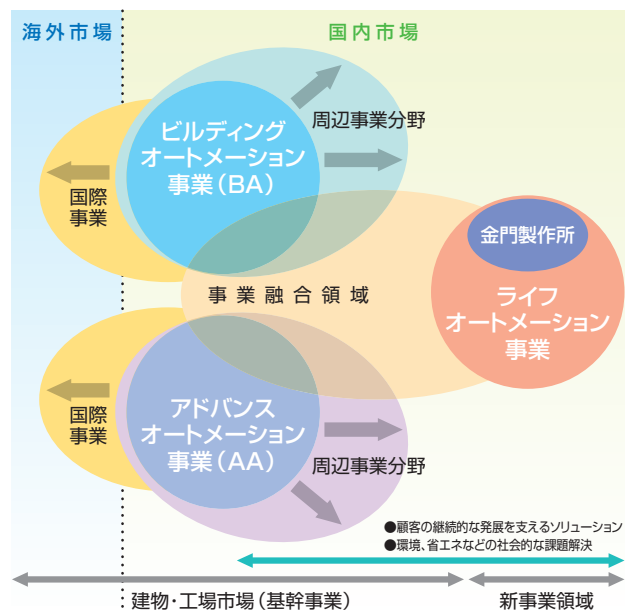 海外市場
国内市場
ビルディング
オートメーション
事業（BA）
周辺事業分野
国際
事業
金門製作所
事業融合領域
ライフ
オートメーション
事業
アドバンス
オートメーション
事業（AA）
国際
事業
周辺事業分野
●顧客の継続的な発展を支えるソリューション
●環境、省エネなどの社会的な課題解決
建物・工場市場（基幹事業）
新事業領域